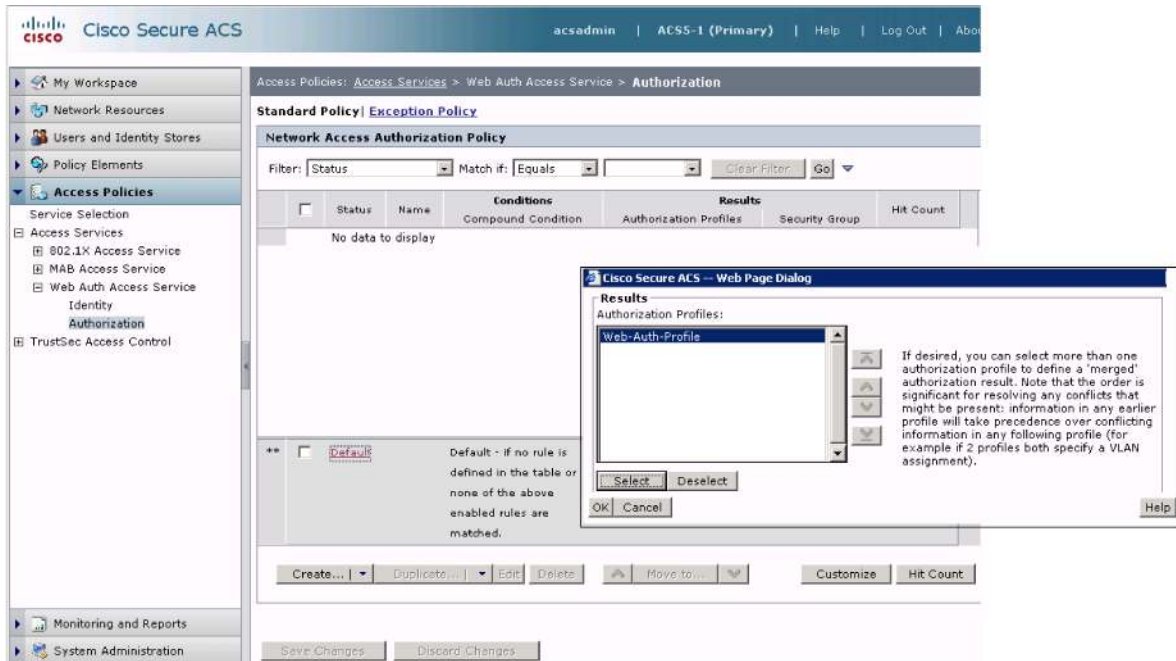 CISCO
Cisco Secure ACS
acsadmin | ACS5-1 (Primary) | Help | Log Out |
My Workspace
Network Resources
Users and Identity Stores
Policy Elements
Access Policies
Service Selection
Access Services
802.1X Access Service
MAB Access Service
Web Auth Access Service
Identity
Authorization
TrustSec Access Control
Monitoring and Reports
System Administration
Access Policies: Access Services > Web Auth Access Service > Authorization
Standard Policy| Exception Policy
Network Access Authorization Policy
Filter: Status Match if: Equals Clear Filter Go
Conditions Results
Status Name Compound Condition Authorization Profiles Security Group Hit Count
No data to display
** Default Default - If no rule is
defined in the table or
none of the above
enabled rules are
matched.
Create... | Duplicate... | Edit Delete Move to... Customize Hit Count
Save Changes Discard Changes
Cisco Secure ACS -- Web Page Dialog
Results
Authorization Profiles:
Web-Auth-Profile
If desired, you can select more than one
authorization profile to define a 'merged'
authorization result. Note that the order is
significant for resolving any conflicts that
might be present: information in any earlier
profile will take precedence over conflicting
information in any following profile (for
example if 2 profiles both specify a VLAN
assignment).
Select Deselect
OK Cancel Help